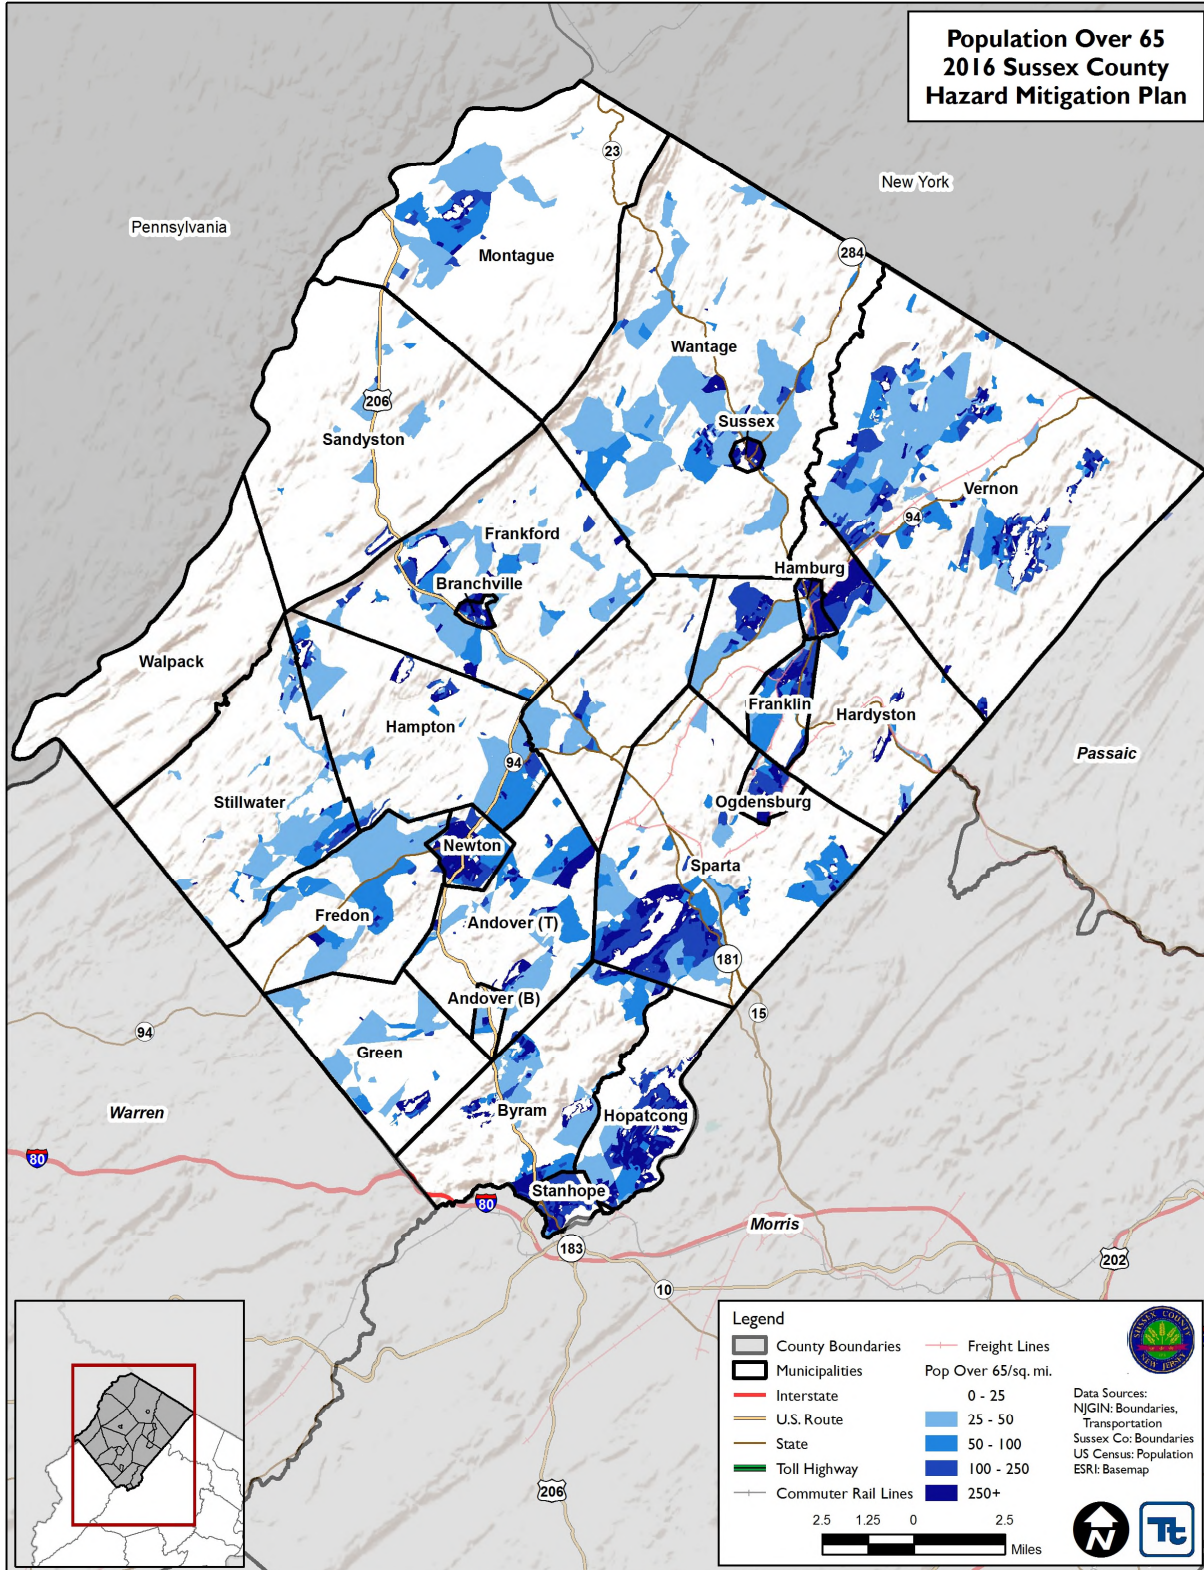 Population Over 65
2016 Sussex County
Hazard Mitigation Plan
23
New York
Pennsylvania
284
Montague
Wantage
206
Sussex
Sandyston
Vernon
94
Frankford
Hamburg
Branchville
Walpack
Franklin
Hardyston
Hampton
Passaic
94
Stillwater
Ogdensburg
Newton
Sparta
Fredon
Andover (T)
181
Andover (B)
15
94
Green
Warren
Byram
Hopatcong
80
Stanhope
80
Morris
183
202
10
206
Legend
County Boundaries
Municipalities
Interstate
U.S. Route
State
Toll Highway
Commuter Rail Lines
Freight Lines
Pop Over 65/sq. mi.
0 - 25
25 - 50
50 - 100
100 - 250
250+
Data Sources:
NJGIN: Boundaries,
Transportation
Sussex Co: Boundaries
US Census: Population
ESRI: Basemap
SUSSEX COUNTY
NEW JERSEY
2.5 1.25 0 2.5
Miles
N
Tt